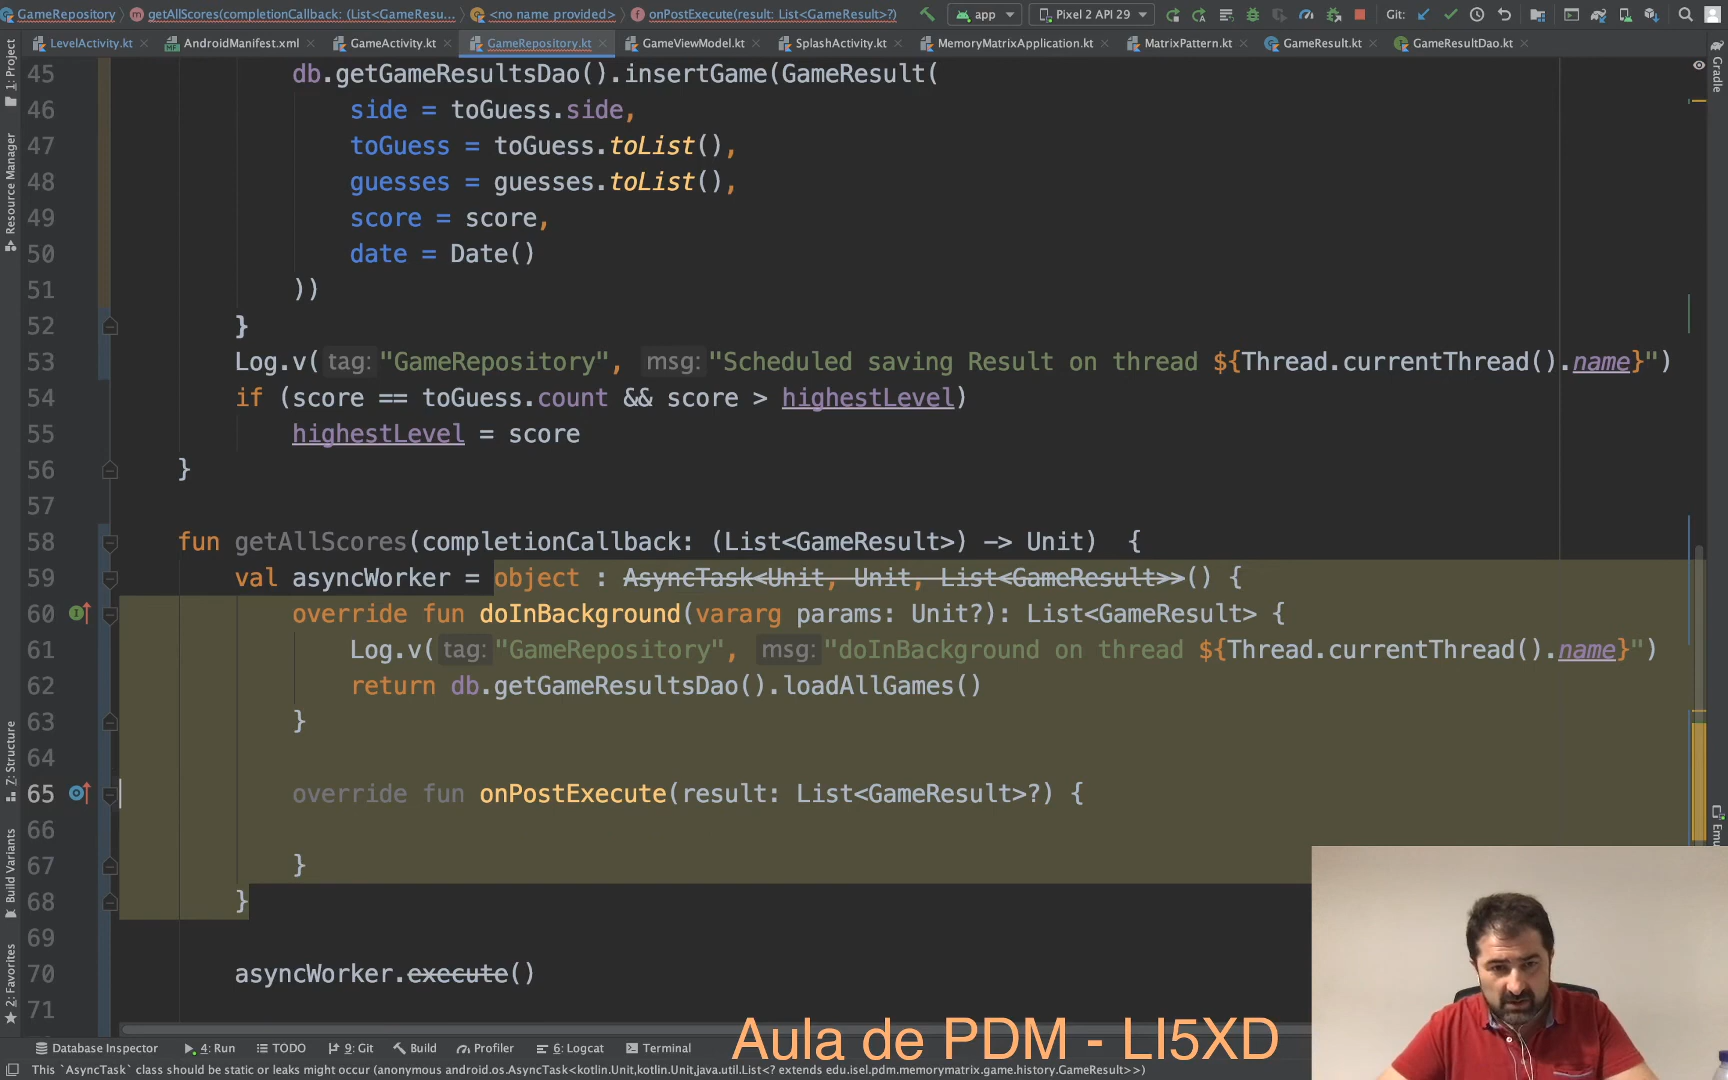 GameRepository getAllScores(completionCallback: (List<GameResu... <no name provided> onPostExecute(result: List<GameResult>?) app Pixel 2 API 29 Git:
LevelActivity.kt AndroidManifest.xml GameActivity.kt GameRepository.kt GameViewModel.kt SplashActivity.kt MemoryMatrixApplication.kt MatrixPattern.kt GameResult.kt GameResultDao.kt
1: Project
Resource Manager
7: Structure
Build Variants
2: Favorites
Gradle
45 db.getGameResultsDao().insertGame(GameResult(
46 side = toGuess.side,
47 toGuess = toGuess.toList(),
48 guesses = guesses.toList(),
49 score = score,
50 date = Date()
51 ))
52 }
53 Log.v( tag: "GameRepository", msg: "Scheduled saving Result on thread ${Thread.currentThread().name}")
54 if (score == toGuess.count && score > highestLevel)
55 highestLevel = score
56 }
57
58 fun getAllScores(completionCallback: (List<GameResult>) -> Unit) {
59 val asyncWorker = object : AsyncTask<Unit, Unit, List<GameResult>>() {
60 override fun doInBackground(vararg params: Unit?): List<GameResult> {
61 Log.v( tag: "GameRepository", msg: "doInBackground on thread ${Thread.currentThread().name}")
62 return db.getGameResultsDao().loadAllGames()
63 }
64
65 override fun onPostExecute(result: List<GameResult>?) {
66
67 }
68 }
69
70 asyncWorker.execute()
71
Aula de PDM - LI5XD
Database Inspector 4: Run TODO 9: Git Build Profiler 6: Logcat Terminal
This `AsyncTask` class should be static or leaks might occur (anonymous android.os.AsyncTask<kotlin.Unit,kotlin.Unit,java.util.List<? extends edu.isel.pdm.memorymatrix.game.history.GameResult>>)